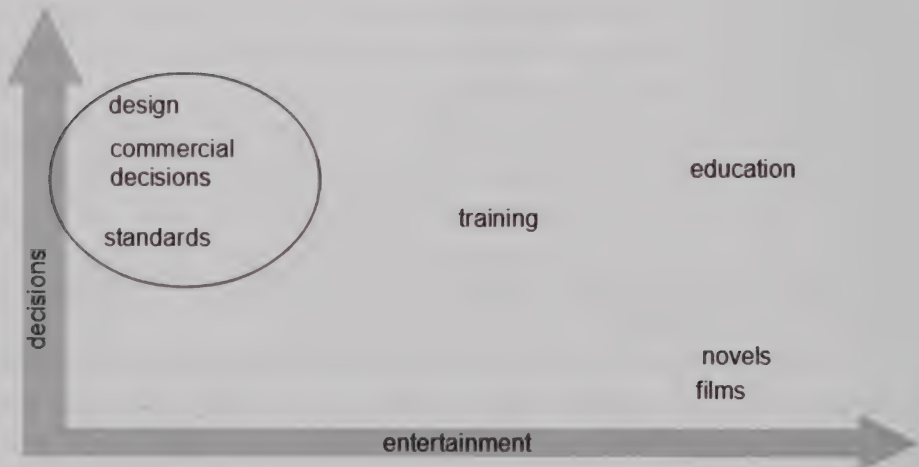 design
commercial
decisions
standards
education
training
novels
films
decisions
entertainment